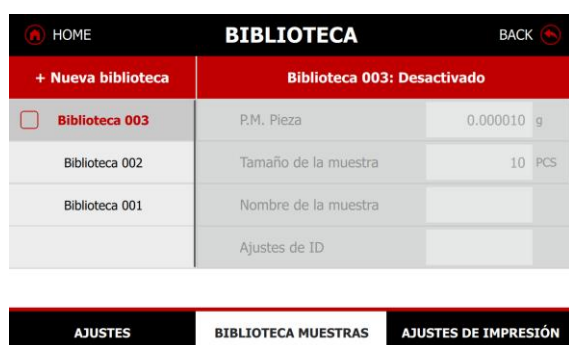 HOME BIBLIOTECA BACK
+ Nueva biblioteca Biblioteca 003: Desactivado
Biblioteca 003 P.M. Pieza 0.000010 g
Biblioteca 002 Tamaño de la muestra 10 PCS
Biblioteca 001 Nombre de la muestra
Ajustes de ID
AJUSTES BIBLIOTECA MUESTRAS AJUSTES DE IMPRESIÓN